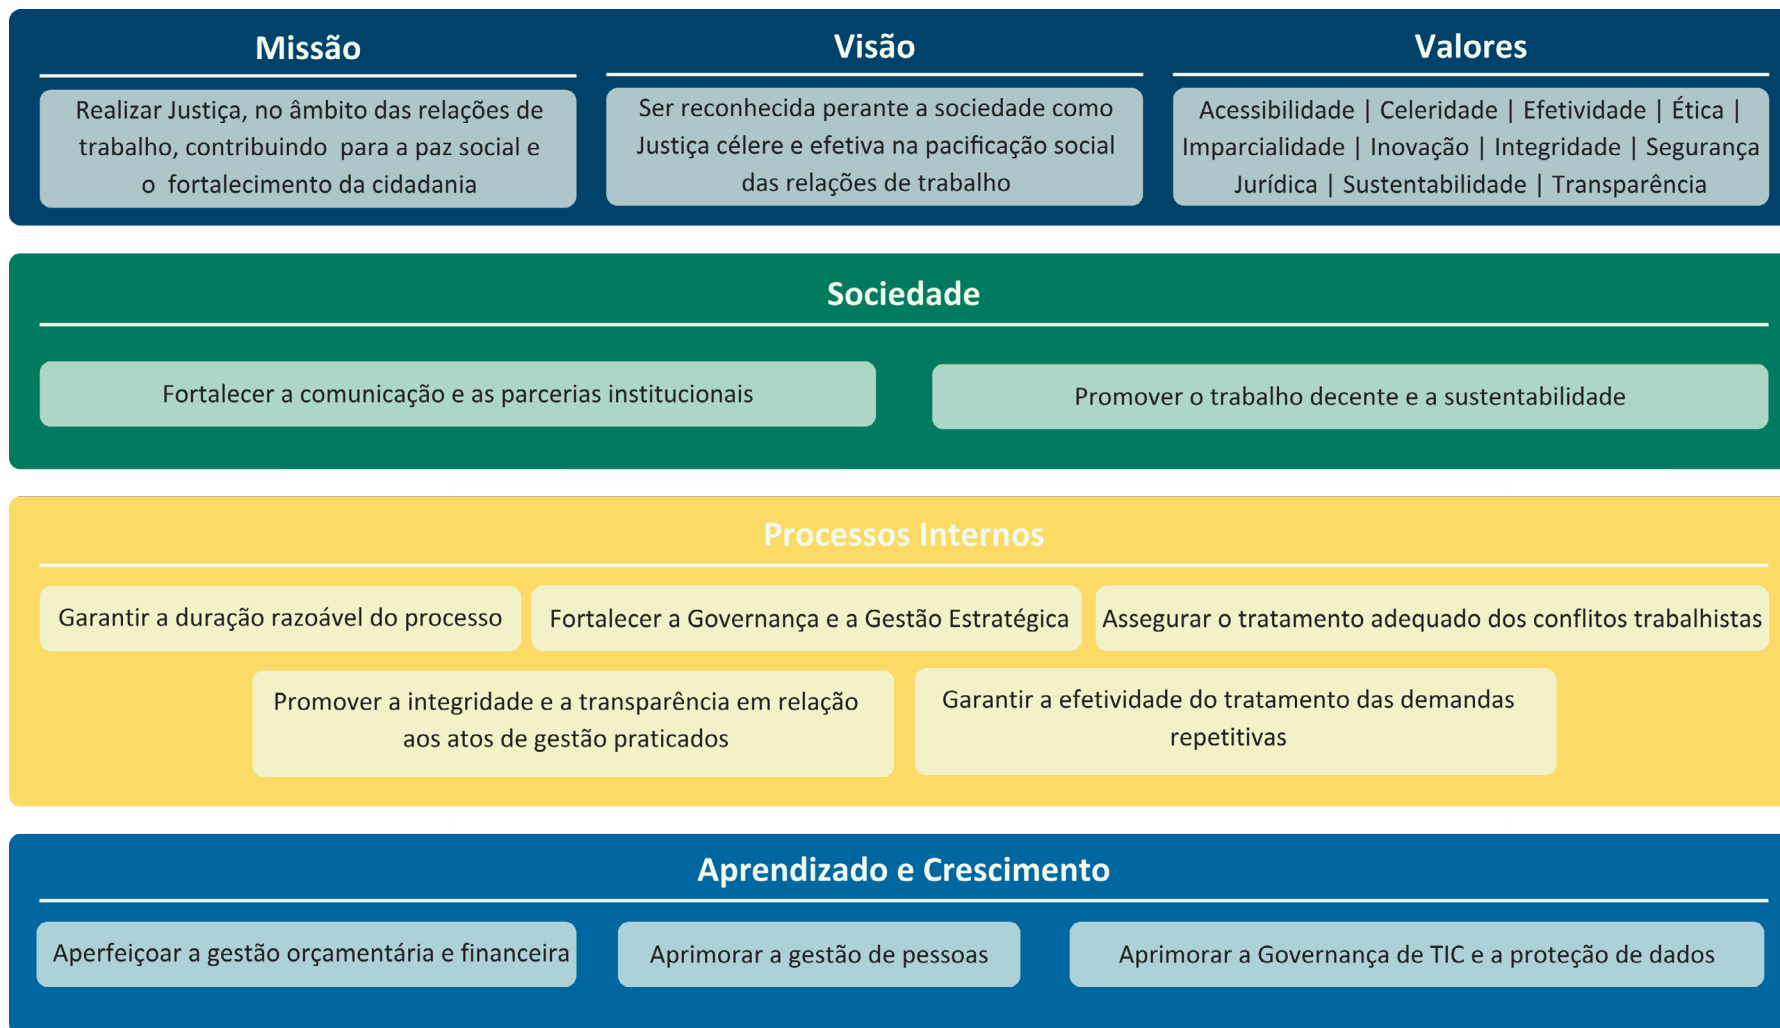 Missão
Realizar Justiça, no âmbito das relações de
trabalho, contribuindo para a paz social e
o fortalecimento da cidadania
Visão
Ser reconhecida perante a sociedade como
Justiça célere e efetiva na pacificação social
das relações de trabalho
Valores
Acessibilidade | Celeridade | Efetividade | Ética |
Imparcialidade | Inovação | Integridade | Segurança
Jurídica | Sustentabilidade | Transparência
Sociedade
Fortalecer a comunicação e as parcerias institucionais
Promover o trabalho decente e a sustentabilidade
Processos Internos
Garantir a duração razoável do processo
Fortalecer a Governança e a Gestão Estratégica
Assegurar o tratamento adequado dos conflitos trabalhistas
Promover a integridade e a transparência em relação
aos atos de gestão praticados
Garantir a efetividade do tratamento das demandas
repetitivas
Aprendizado e Crescimento
Aperfeiçoar a gestão orçamentária e financeira
Aprimorar a gestão de pessoas
Aprimorar a Governança de TIC e a proteção de dados